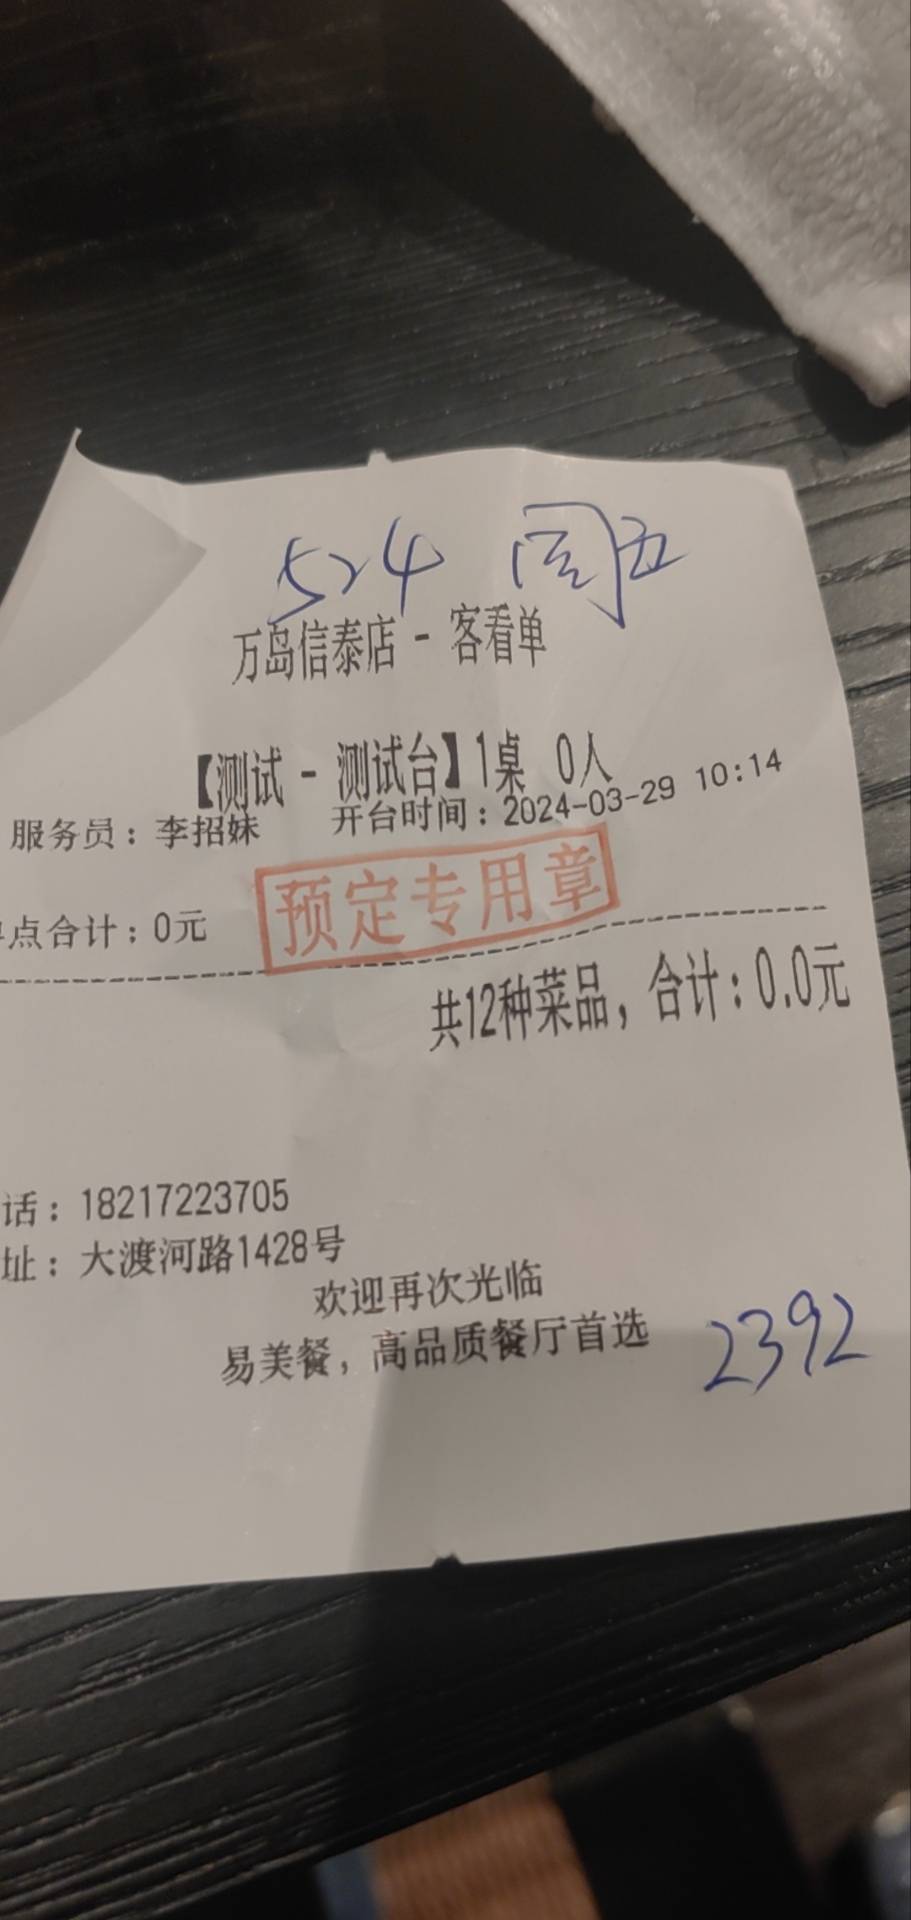 524 周五
万岛信泰店 - 客看单
【测试 - 测试台】1桌 0人
服务员：李招妹 开台时间：2024-03-29 10:14
预定专用章
点合计：0元
共12种菜品，合计：0.0元
话：18217223705
址：大渡河路1428号
欢迎再次光临
易美餐，高品质餐厅首选
2392